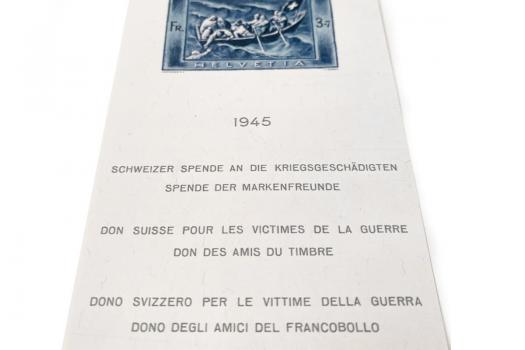 FR. 3+7
HELVETIA
1945
SCHWEIZER SPENDE AN DIE KRIEGSGESCHÄDIGTEN
SPENDE DER MARKENFREUNDE
DON SUISSE POUR LES VICTIMES DE LA GUERRE
DON DES AMIS DU TIMBRE
DONO SVIZZERO PER LE VITTIME DELLA GUERRA
DONO DEGLI AMICI DEL FRANCOBOLLO